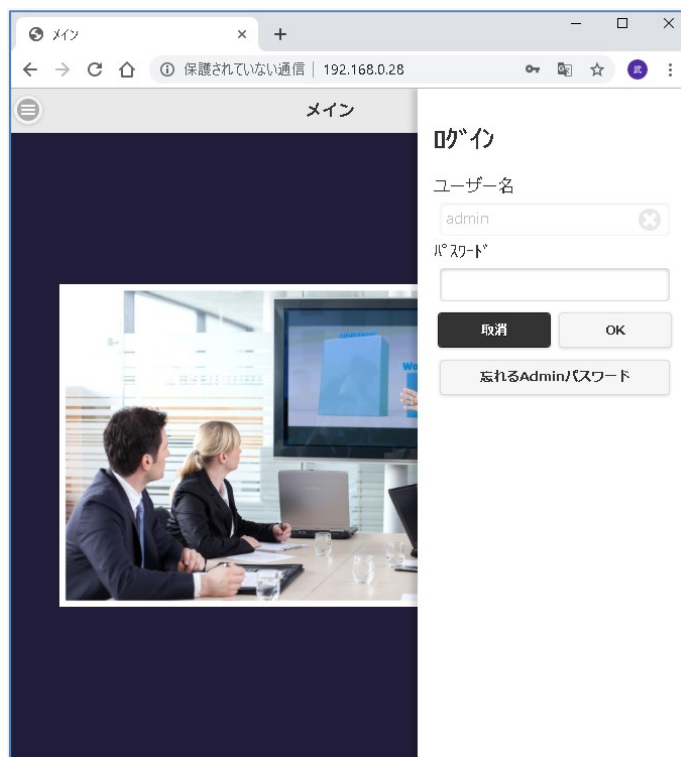 メイン
保護されていない通信 | 192.168.0.28
武
メイン
ﾛｸﾞｲﾝ
ユーザー名
admin
ﾊﾟｽﾜｰﾄﾞ
取消 OK
忘れるAdminパスワード